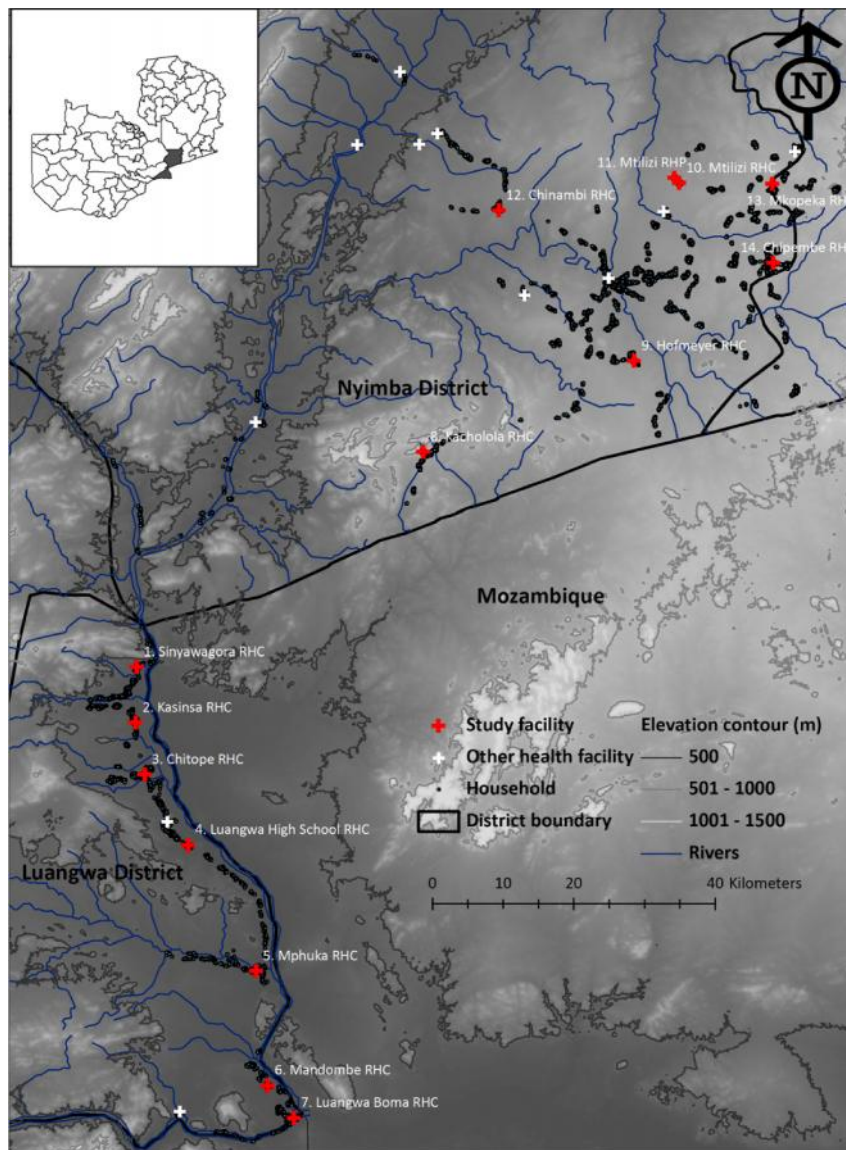 N
11. Mtilizi RHP
10. Mtilizi RHC
12. Chinambi RHC
13. Mkopeka RH
14. Chipembe RH
9. Hofmeyer RHC
Nyimba District
8. Kacholola RHC
Mozambique
1. Sinyawagora RHC
2. Kasinsa RHC
3. Chitope RHC
4. Luangwa High School RHC
Luangwa District
5. Mphuka RHC
6. Mandombe RHC
7. Luangwa Boma RHC
Study facility
Other health facility
Household
District boundary
Elevation contour (m)
500
501 - 1000
1001 - 1500
Rivers
0 10 20 40 Kilometers